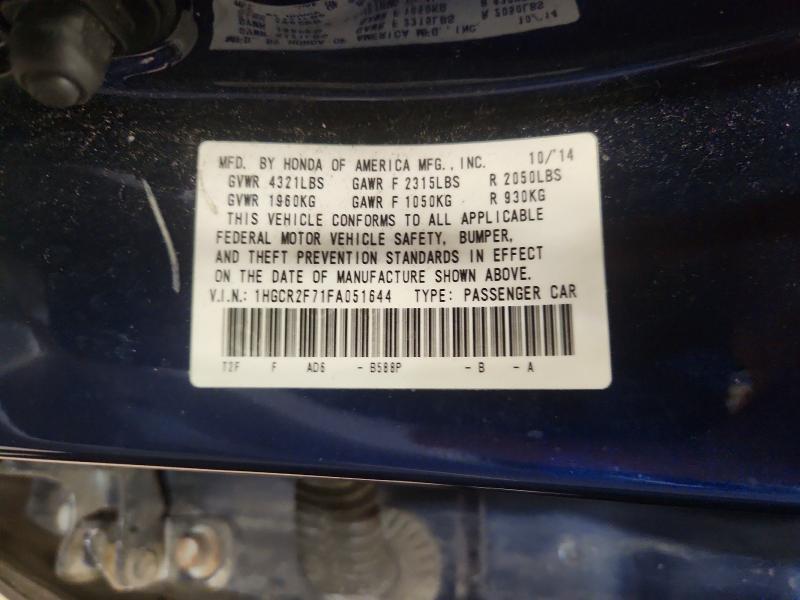 MFD. BY HONDA OF AMERICA MFG., INC. 10/'14
GVWR 4321LBS GAWR F 2315LBS R 2050LBS
GVWR 1960KG GAWR F 1050KG R 930KG
THIS VEHICLE CONFORMS TO ALL APPLICABLE
FEDERAL MOTOR VEHICLE SAFETY, BUMPER,
AND THEFT PREVENTION STANDARDS IN EFFECT
ON THE DATE OF MANUFACTURE SHOWN ABOVE.
V.I.N.: 1HGCR2F71FA051644 TYPE: PASSENGER CAR
T2F F AD6 - B588P - B - A